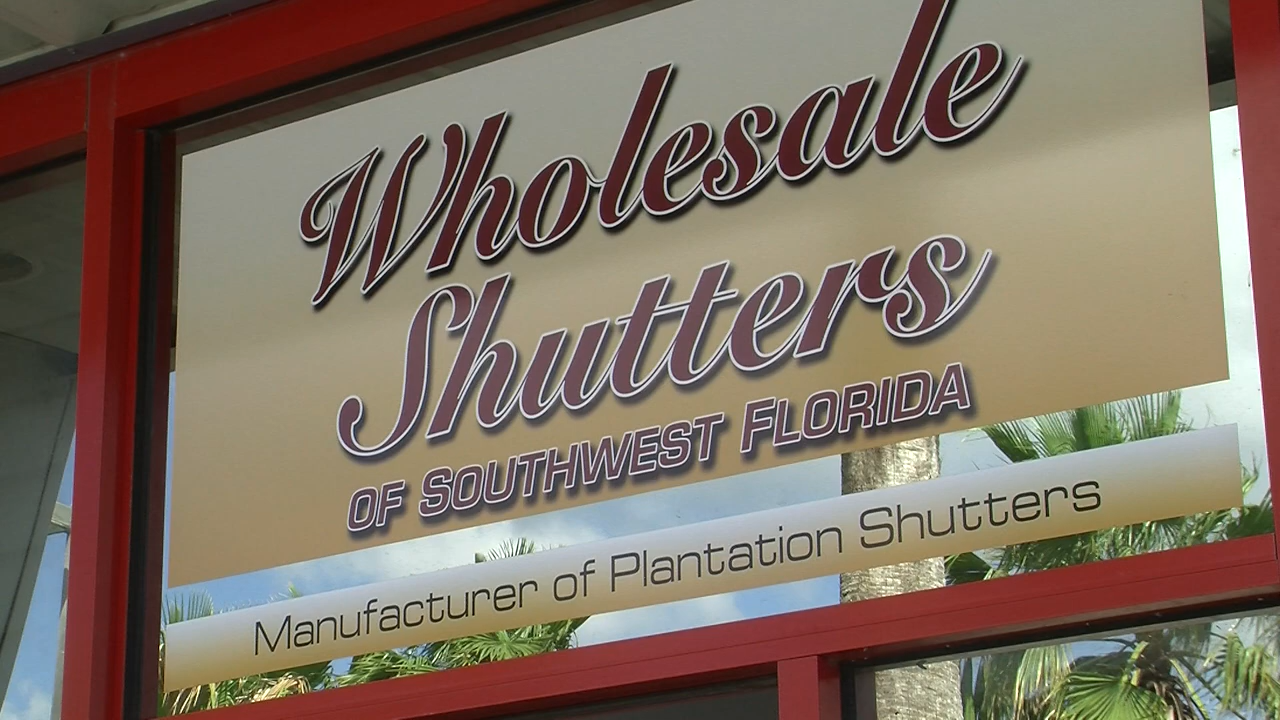 Wholesale
Shutters
OF SOUTHWEST FLORIDA
Manufacturer of Plantation Shutters